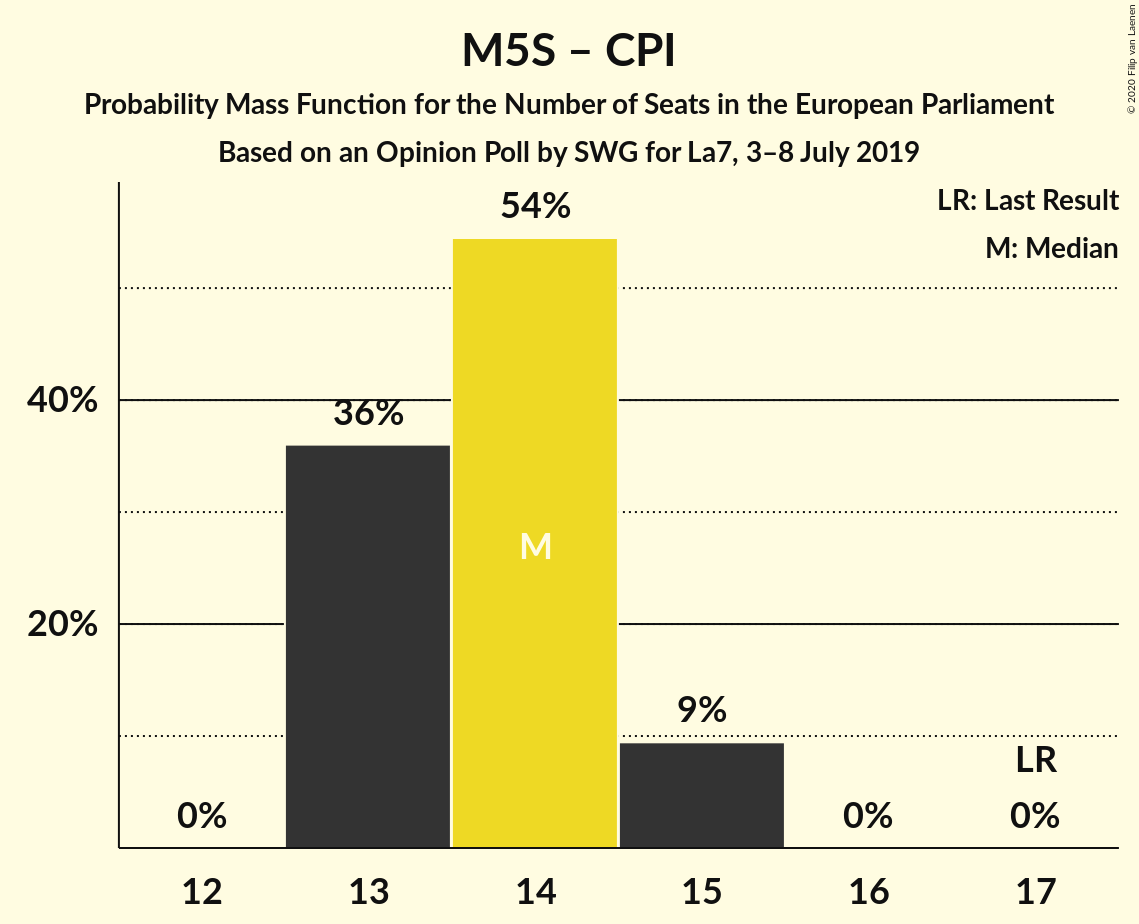 M5S – CPI
Probability Mass Function for the Number of Seats in the European Parliament
Based on an Opinion Poll by SWG for La7, 3–8 July 2019
© 2020 Filip van Laenen
LR: Last Result
M: Median
54%
40%
36%
M
20%
9%
LR
0%
0%
0%
12
13
14
15
16
17